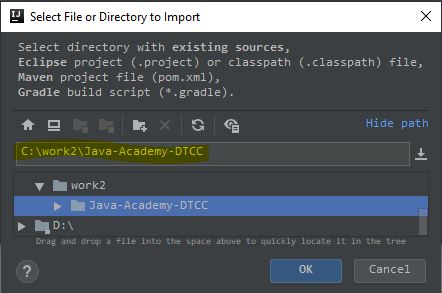 Select File or Directory to Import
Select directory with existing sources,
Eclipse project (.project) or classpath (.classpath) file,
Maven project file (pom.xml),
Gradle build script (*.gradle).
Hide path
C:\work2\Java-Academy-DTCC
work2
Java-Academy-DTCC
D:\
Drag and drop a file into the space above to quickly locate it in the tree
?
OK
Cancel